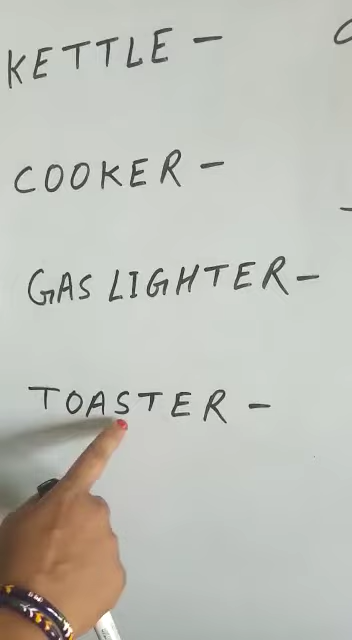 KETTLE –
COOKER –
GAS LIGHTER –
TOASTER –